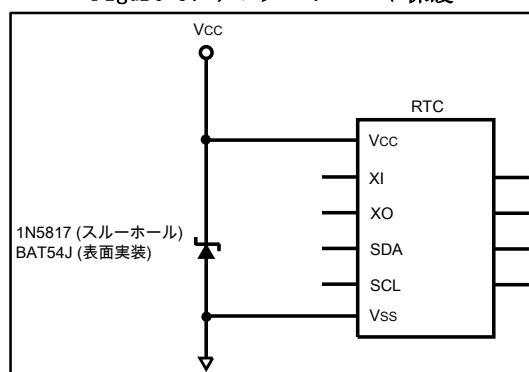 Vcc
RTC
Vcc
XI
XO
SDA
SCL
Vss
1N5817 (スルーホール)
BAT54J (表面実装)